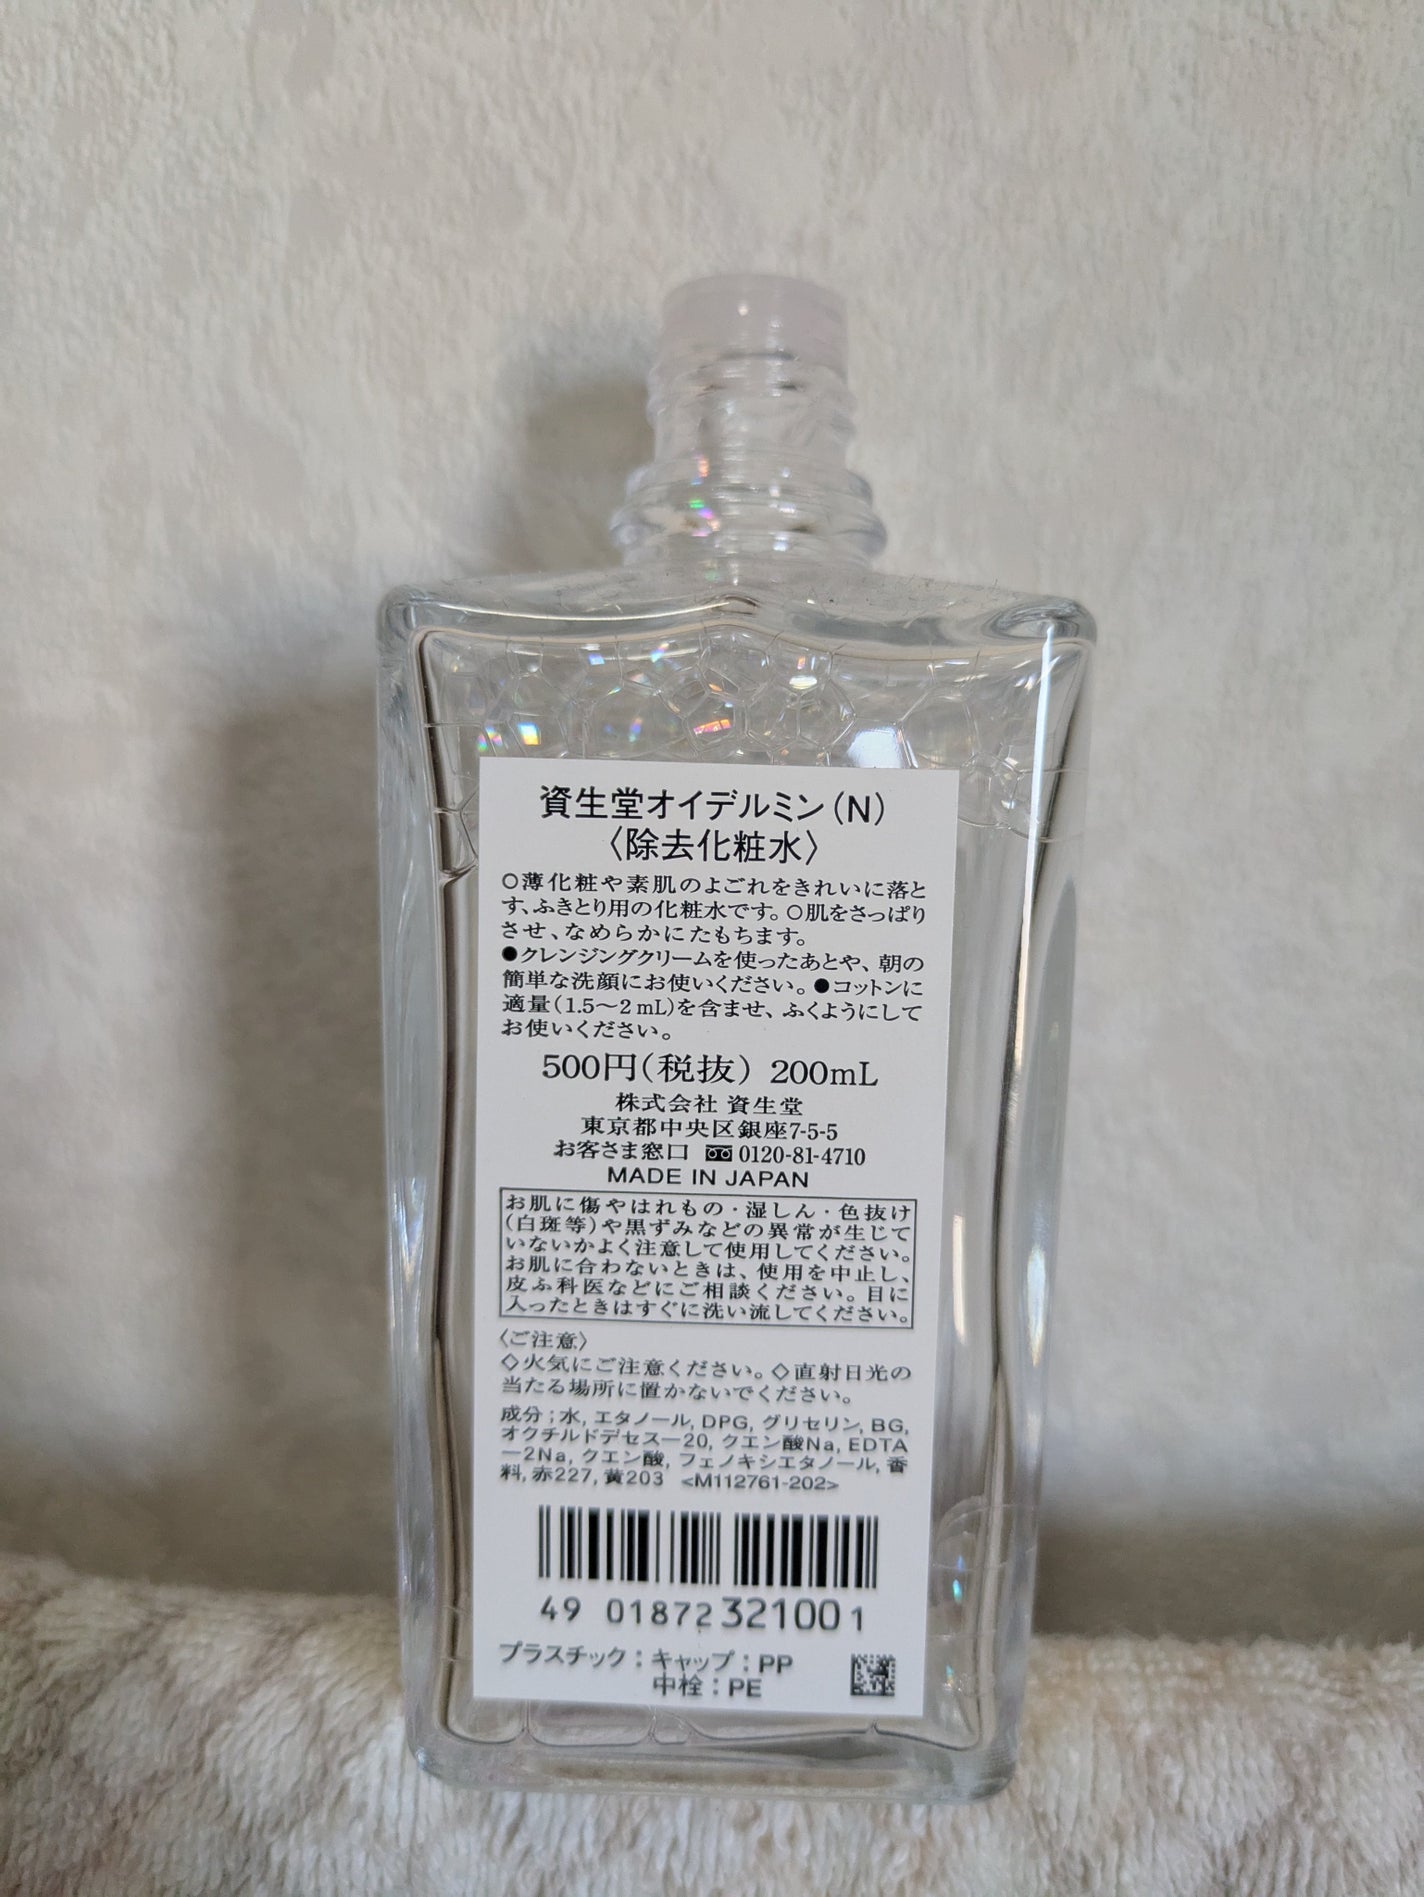 資生堂オイデルミン(N)
〈除去化粧水〉
○薄化粧や素肌のよごれをきれいに落と
す、ふきとり用の化粧水です。○肌をさっぱり
させ、なめらかにたもちます。
●クレンジングクリームを使ったあとや、朝の
簡単な洗顔にお使いください。●コットンに
適量(1.5〜2mL)を含ませ、ふくようにして
お使いください。
500円(税抜) 200mL
株式会社 資生堂
東京都中央区銀座7-5-5
お客さま窓口 0120-81-4710
MADE IN JAPAN
お肌に傷やはれもの・湿しん・色抜け
(白斑等)や黒ずみなどの異常が生じて
いないかよく注意して使用してください。
お肌に合わないときは、使用を中止し、
皮ふ科医などにご相談ください。目に
入ったときはすぐに洗い流してください。
〈ご注意〉
◇火気にご注意ください。◇直射日光の
当たる場所に置かないでください。
成分;水, エタノール, DPG, グリセリン, BG,
オクチルドデセス−20, クエン酸Na, EDTA
−2Na, クエン酸, フェノキシエタノール, 香
料, 赤227, 黄203 <M112761-202>
49 01872 321001
プラスチック：キャップ：PP
中栓：PE